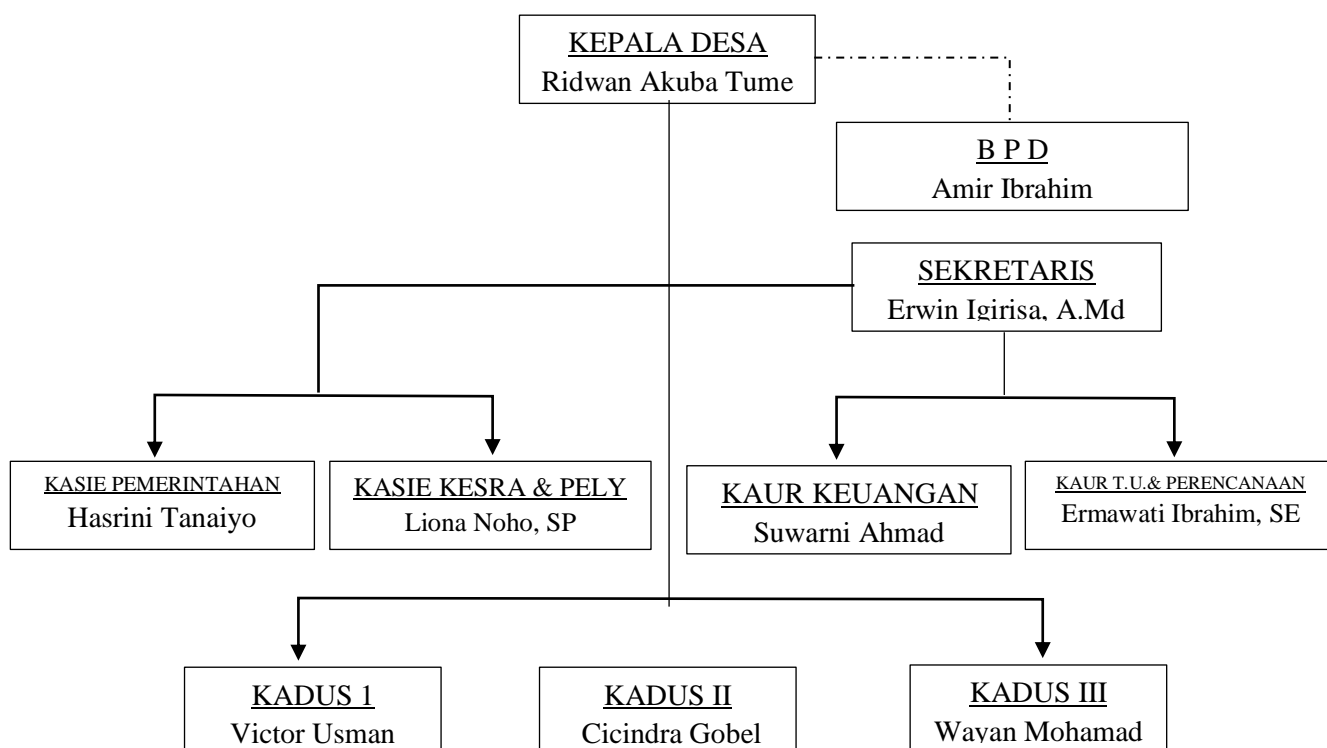 KEPALA DESA
Ridwan Akuba Tume
B P D
Amir Ibrahim
SEKRETARIS
Erwin Igirisa, A.Md
KASIE PEMERINTAHAN
Hasrini Tanaiyo
KASIE KESRA & PELY
Liona Noho, SP
KAUR KEUANGAN
Suwarni Ahmad
KAUR T.U.& PERENCANAAN
Ermawati Ibrahim, SE
KADUS 1
Victor Usman
KADUS II
Cicindra Gobel
KADUS III
Wayan Mohamad